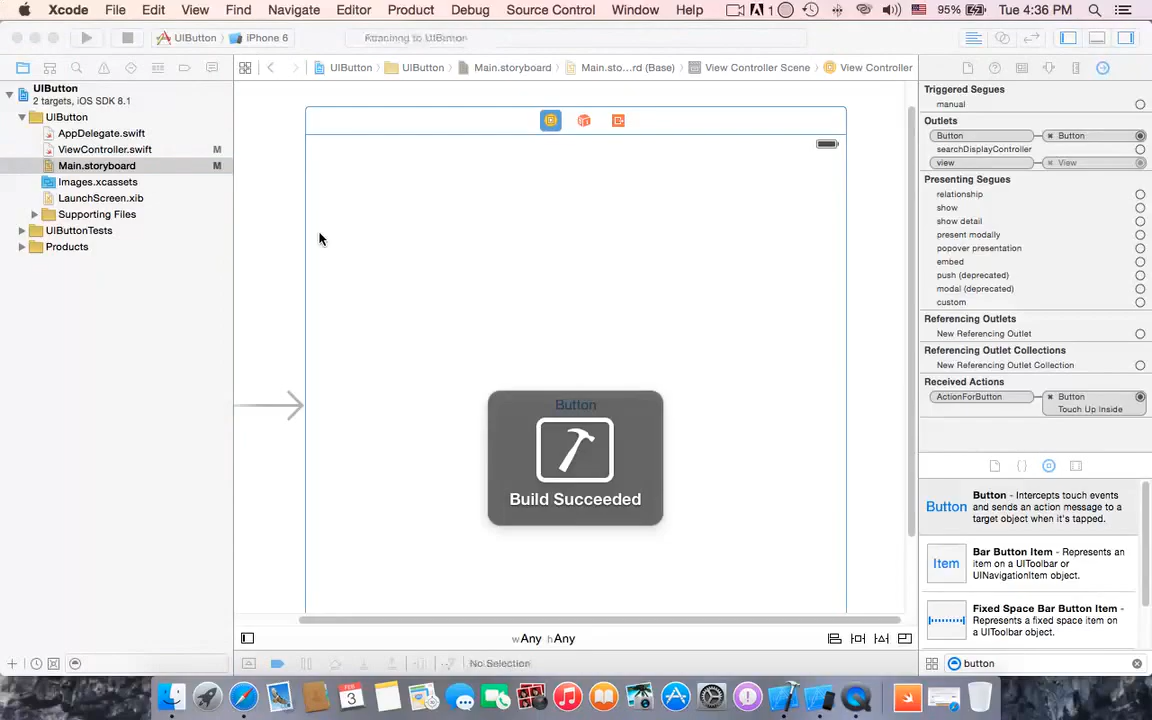 Xcode File Edit View Find Navigate Editor Product Debug Source Control Window Help 1 95% Tue 4:36 PM
UIButton iPhone 6
UIButton UIButton Main.storyboard Main.sto...rd (Base) View Controller Scene View Controller
UIButton
2 targets, iOS SDK 8.1
UIButton
AppDelegate.swift
ViewController.swift M
Main.storyboard M
Images.xcassets
LaunchScreen.xib
Supporting Files
UIButtonTests
Products
Button
Build Succeeded
wAny hAny
No Selection
Triggered Segues
manual
Outlets
Button Button
searchDisplayController
view View
Presenting Segues
relationship
show
show detail
present modally
popover presentation
embed
push (deprecated)
modal (deprecated)
custom
Referencing Outlets
New Referencing Outlet
Referencing Outlet Collections
New Referencing Outlet Collection
Received Actions
ActionForButton Button
Touch Up Inside
Button
Button - Intercepts touch events
and sends an action message to a
target object when it's tapped.
Item
Bar Button Item - Represents an
item on a UIToolbar or
UINavigationItem object.
Fixed Space Bar Button Item -
Represents a fixed space item on
a UIToolbar object.
button
FEB
3